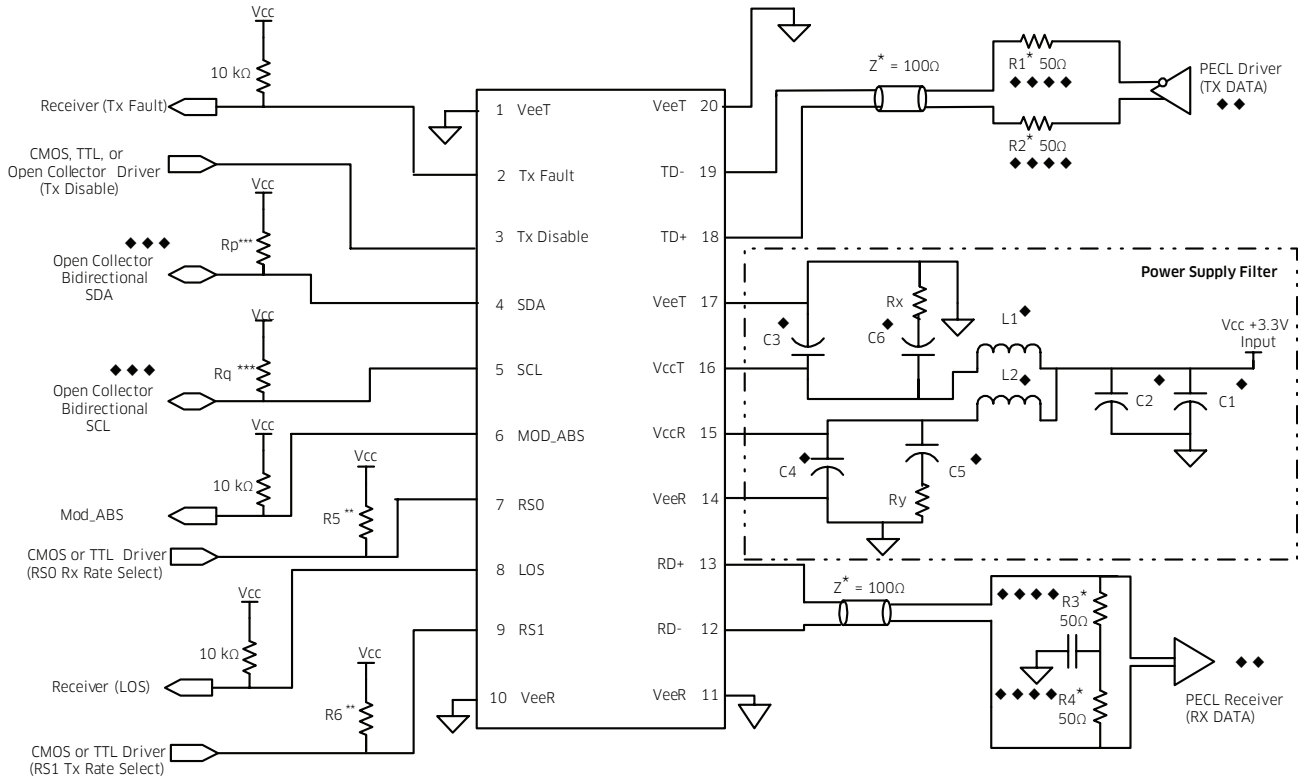 Vcc
10 kΩ
Receiver (Tx Fault)
CMOS, TTL, or
Open Collector Driver
(Tx Disable)
Vcc
Rp***
◆ ◆ ◆
Open Collector
Bidirectional
SDA
Vcc
Rq ***
◆ ◆ ◆
Open Collector
Bidirectional
SCL
Vcc
10 kΩ
Mod_ABS
Vcc
R5 **
CMOS or TTL Driver
(RS0 Rx Rate Select)
Vcc
10 kΩ
Receiver (LOS)
Vcc
R6 **
CMOS or TTL Driver
(RS1 Tx Rate Select)
1 VeeT
2 Tx Fault
3 Tx Disable
4 SDA
5 SCL
6 MOD_ABS
7 RS0
8 LOS
9 RS1
10 VeeR
VeeT 20
TD- 19
TD+ 18
VeeT 17
VccT 16
VccR 15
VeeR 14
RD+ 13
RD- 12
VeeR 11
Z* = 100Ω
R1* 50Ω
◆ ◆ ◆ ◆
R2* 50Ω
◆ ◆ ◆ ◆
PECL Driver
(TX DATA)
◆ ◆
Power Supply Filter
Rx
C3 ◆
C6 ◆
L1 ◆
L2 ◆
Vcc +3.3V
Input
C2 ◆
C1 ◆
C4 ◆
C5 ◆
Ry
Z* = 100Ω
◆ ◆ ◆ ◆
R3*
50Ω
◆ ◆ ◆ ◆
R4*
50Ω
◆ ◆
PECL Receiver
(RX DATA)